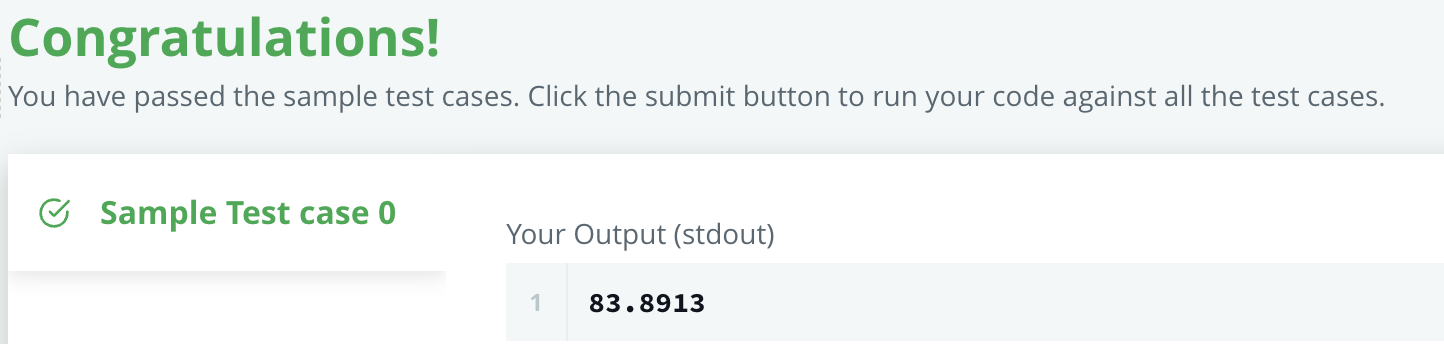 Congratulations!
You have passed the sample test cases. Click the submit button to run your code against all the test cases.
Sample Test case 0
Your Output (stdout)
1
83.8913